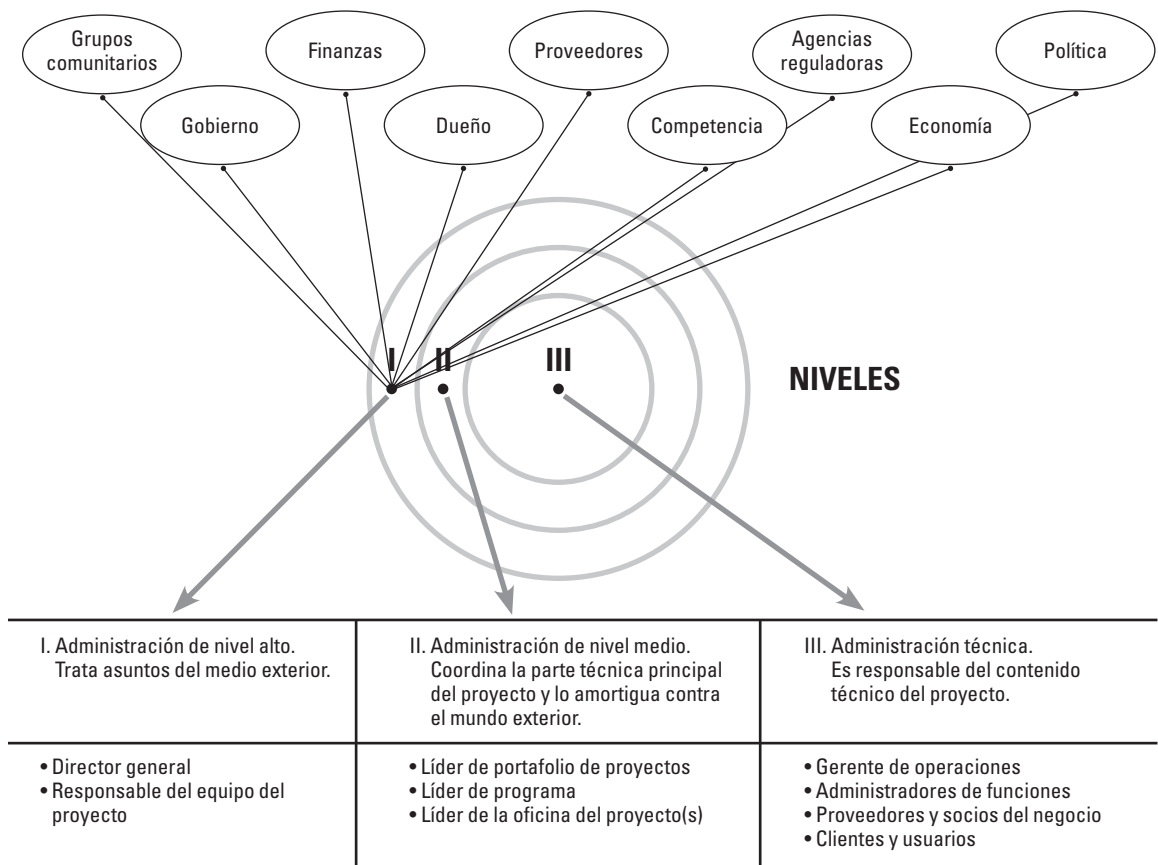 Grupos
comunitarios
Finanzas
Proveedores
Agencias
reguladoras
Política
Gobierno
Dueño
Competencia
Economía
I
II
III
NIVELES
I. Administración de nivel alto.
Trata asuntos del medio exterior.
II. Administración de nivel medio.
Coordina la parte técnica principal
del proyecto y lo amortigua contra
el mundo exterior.
III. Administración técnica.
Es responsable del contenido
técnico del proyecto.
• Director general
• Responsable del equipo del
proyecto
• Líder de portafolio de proyectos
• Líder de programa
• Líder de la oficina del proyecto(s)
• Gerente de operaciones
• Administradores de funciones
• Proveedores y socios del negocio
• Clientes y usuarios